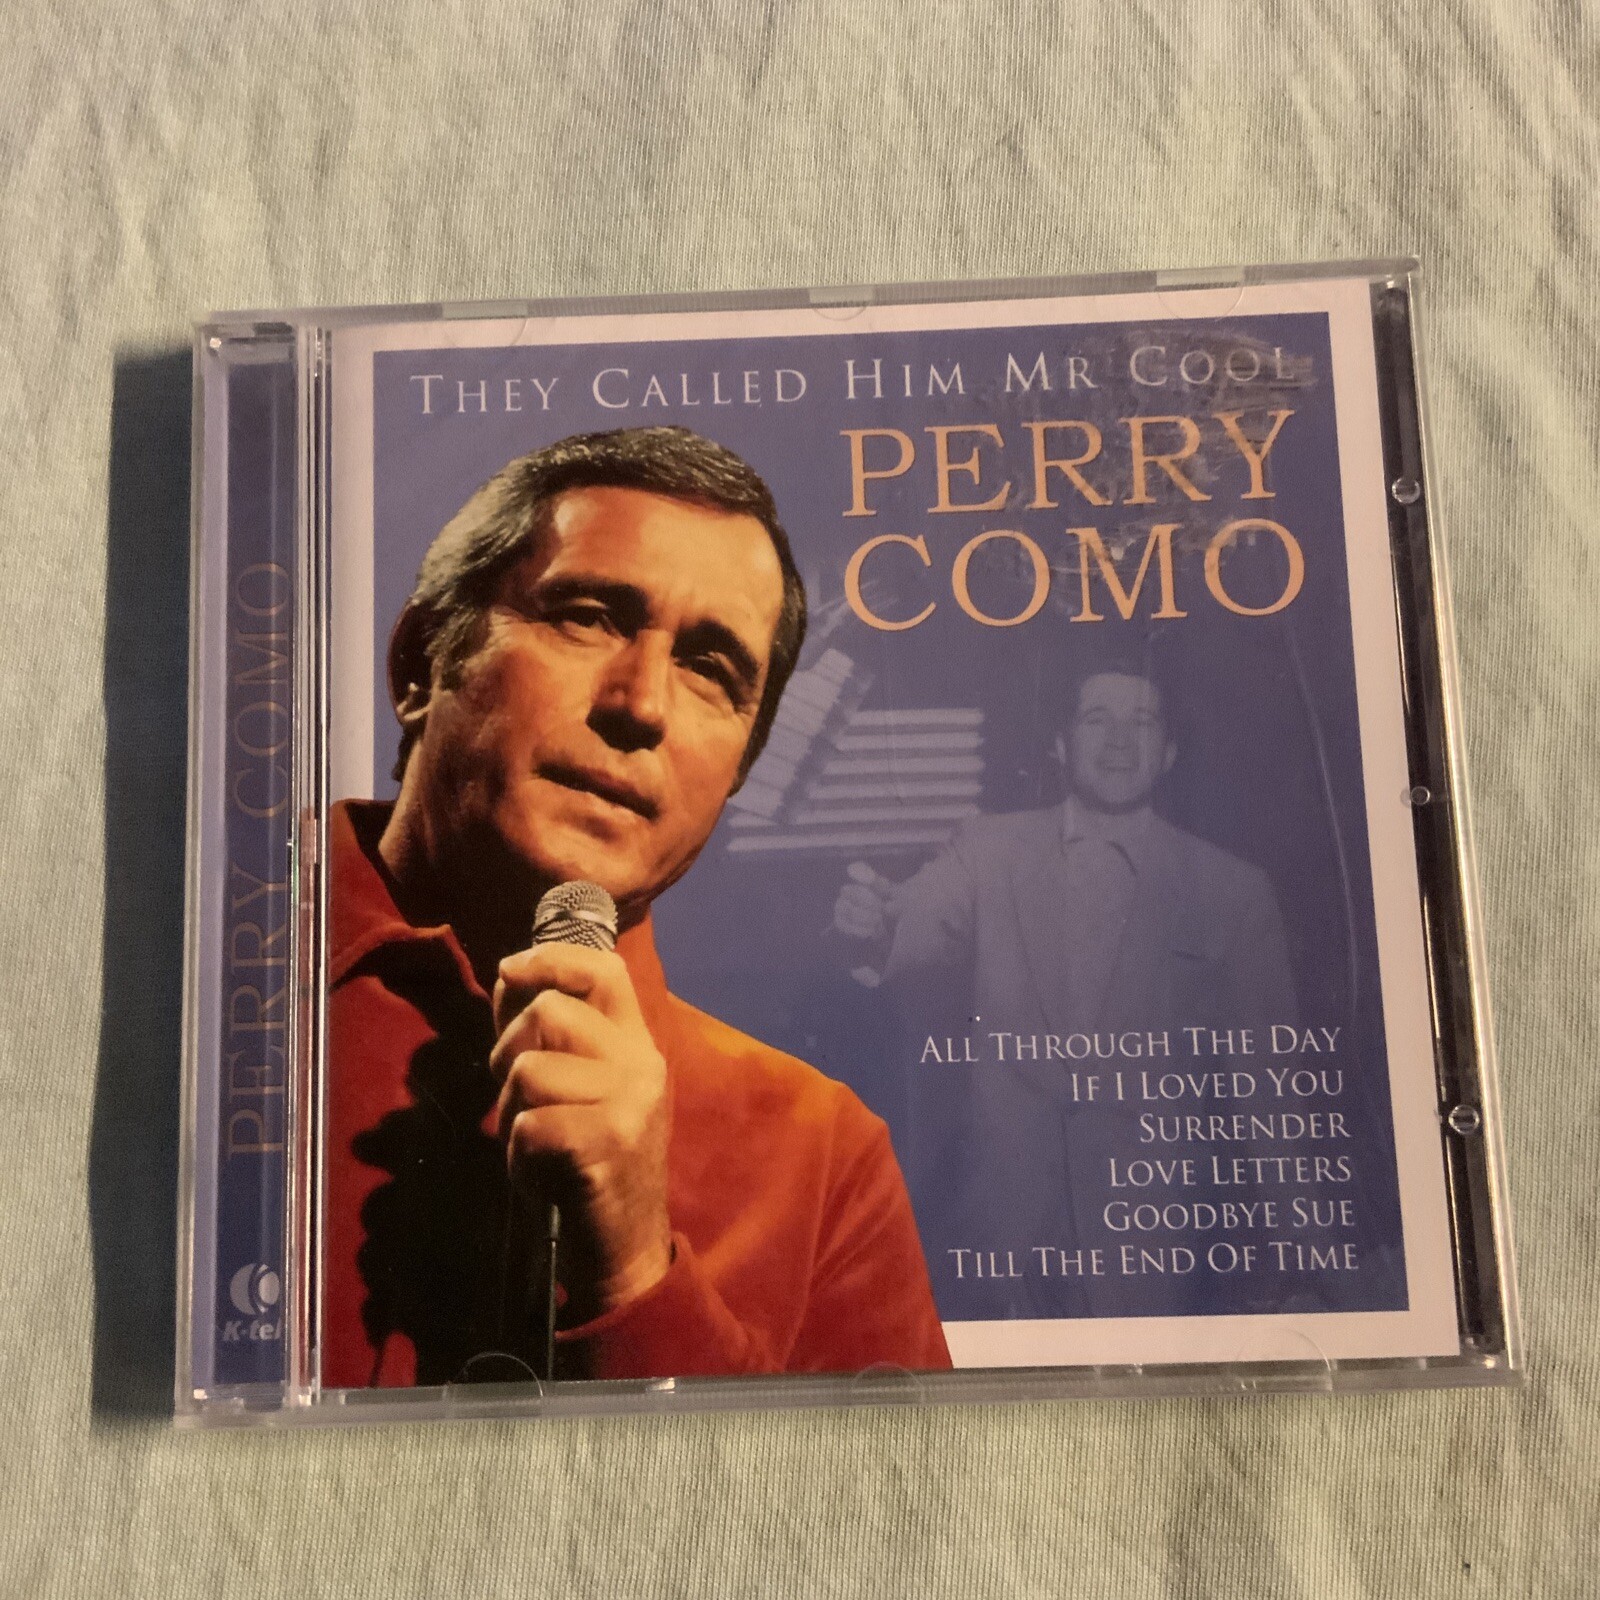 THEY CALLED HIM MR COOL
PERRY
COMO
ALL THROUGH THE DAY
IF I LOVED YOU
SURRENDER
LOVE LETTERS
GOODBYE SUE
TILL THE END OF TIME
PERRY COMO
K-tel